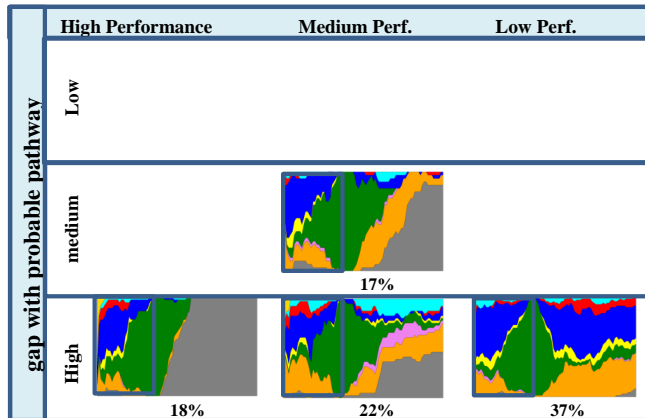 High Performance Medium Perf. Low Perf.
gap with probable pathway
Low
medium
17%
High
18% 22% 37%